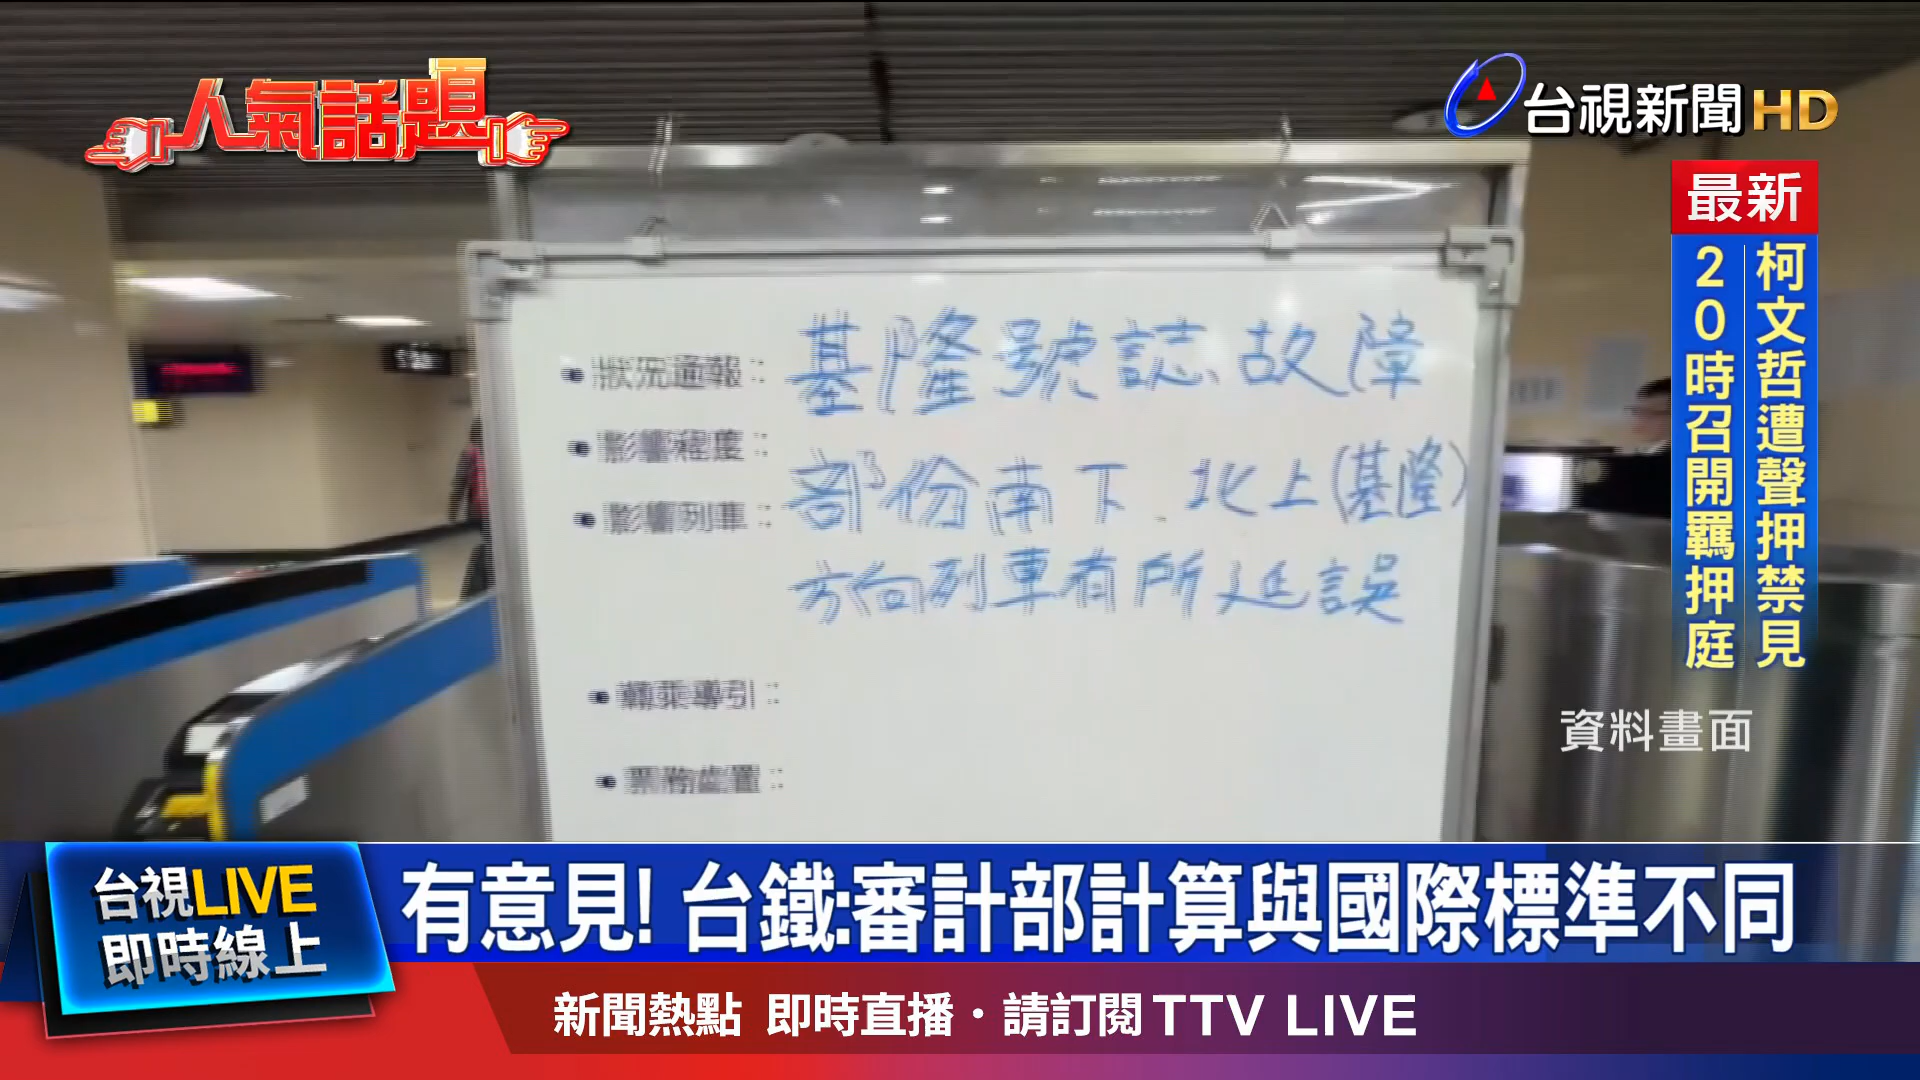 人氣話題
台視新聞HD
最新
柯文哲遭聲押禁見
20時召開羈押庭
狀況通報：基隆號誌故障
影響程度：
影響列車：部份南下、北上(基隆)
方向列車有所延誤
轉乘導引：
票務處置：
資料畫面
台視LIVE
即時線上
有意見! 台鐵:審計部計算與國際標準不同
新聞熱點 即時直播・請訂閱TTV LIVE